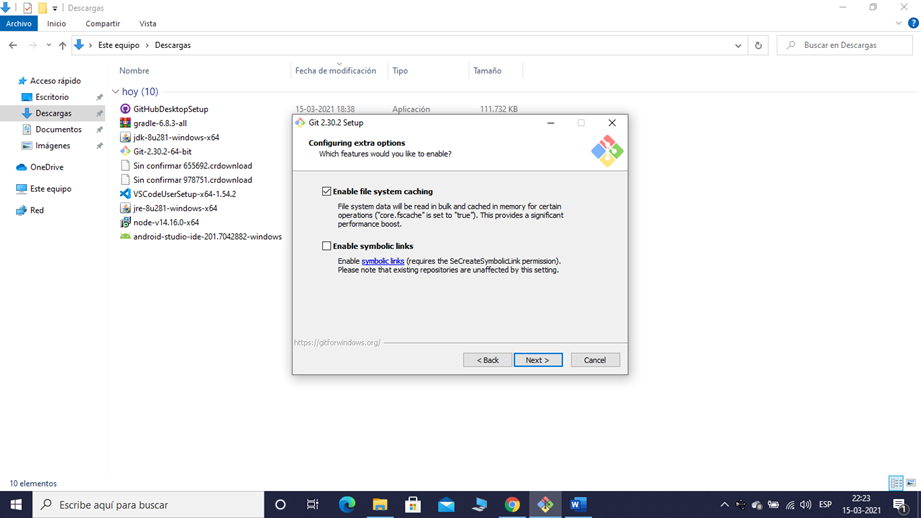 Descargas
Archivo Inicio Compartir Vista
Este equipo > Descargas
Buscar en Descargas
Nombre Fecha de modificación Tipo Tamaño
Acceso rápido
Escritorio
Descargas
Documentos
Imágenes
OneDrive
Este equipo
Red
hoy (10)
GitHubDesktopSetup 15-03-2021 18:38 Aplicación 111.732 KB
gradle-6.8.3-all
jdk-8u281-windows-x64
Git-2.30.2-64-bit
Sin confirmar 655692.crdownload
Sin confirmar 978751.crdownload
VSCodeUserSetup-x64-1.54.2
jre-8u281-windows-x64
node-v14.16.0-x64
android-studio-ide-201.7042882-windows
Git 2.30.2 Setup
Configuring extra options
Which features would you like to enable?
Enable file system caching
File system data will be read in bulk and cached in memory for certain
operations ("core.fscache" is set to "true"). This provides a significant
performance boost.
Enable symbolic links
Enable symbolic links (requires the SeCreateSymbolicLink permission).
Please note that existing repositories are unaffected by this setting.
https://gitforwindows.org/
< Back Next > Cancel
10 elementos
Escribe aquí para buscar
ESP
22:23
15-03-2021
1